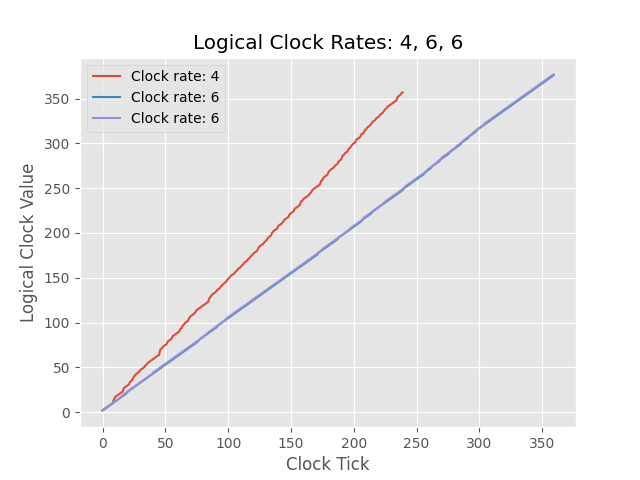 Logical Clock Rates: 4, 6, 6
Clock rate: 4
Clock rate: 6
Clock rate: 6
350
300
250
200
150
100
50
0
Logical Clock Value
0 50 100 150 200 250 300 350
Clock Tick